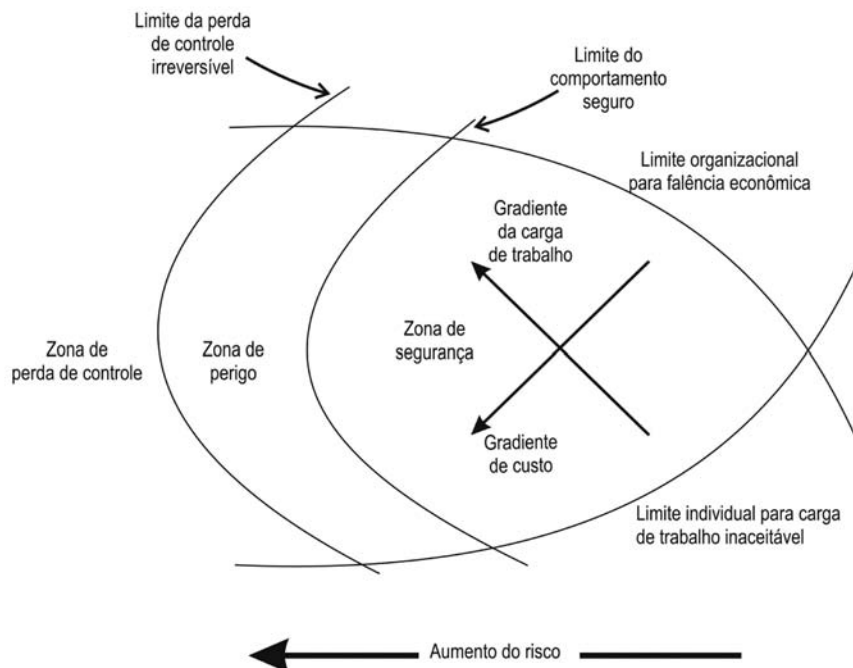 Limite da perda
de controle
irreversível
Limite do
comportamento
seguro
Limite organizacional
para falência econômica
Gradiente
da carga
de trabalho
Zona de
perda de controle
Zona de
perigo
Zona de
segurança
Gradiente
de custo
Limite individual para carga
de trabalho inaceitável
Aumento do risco